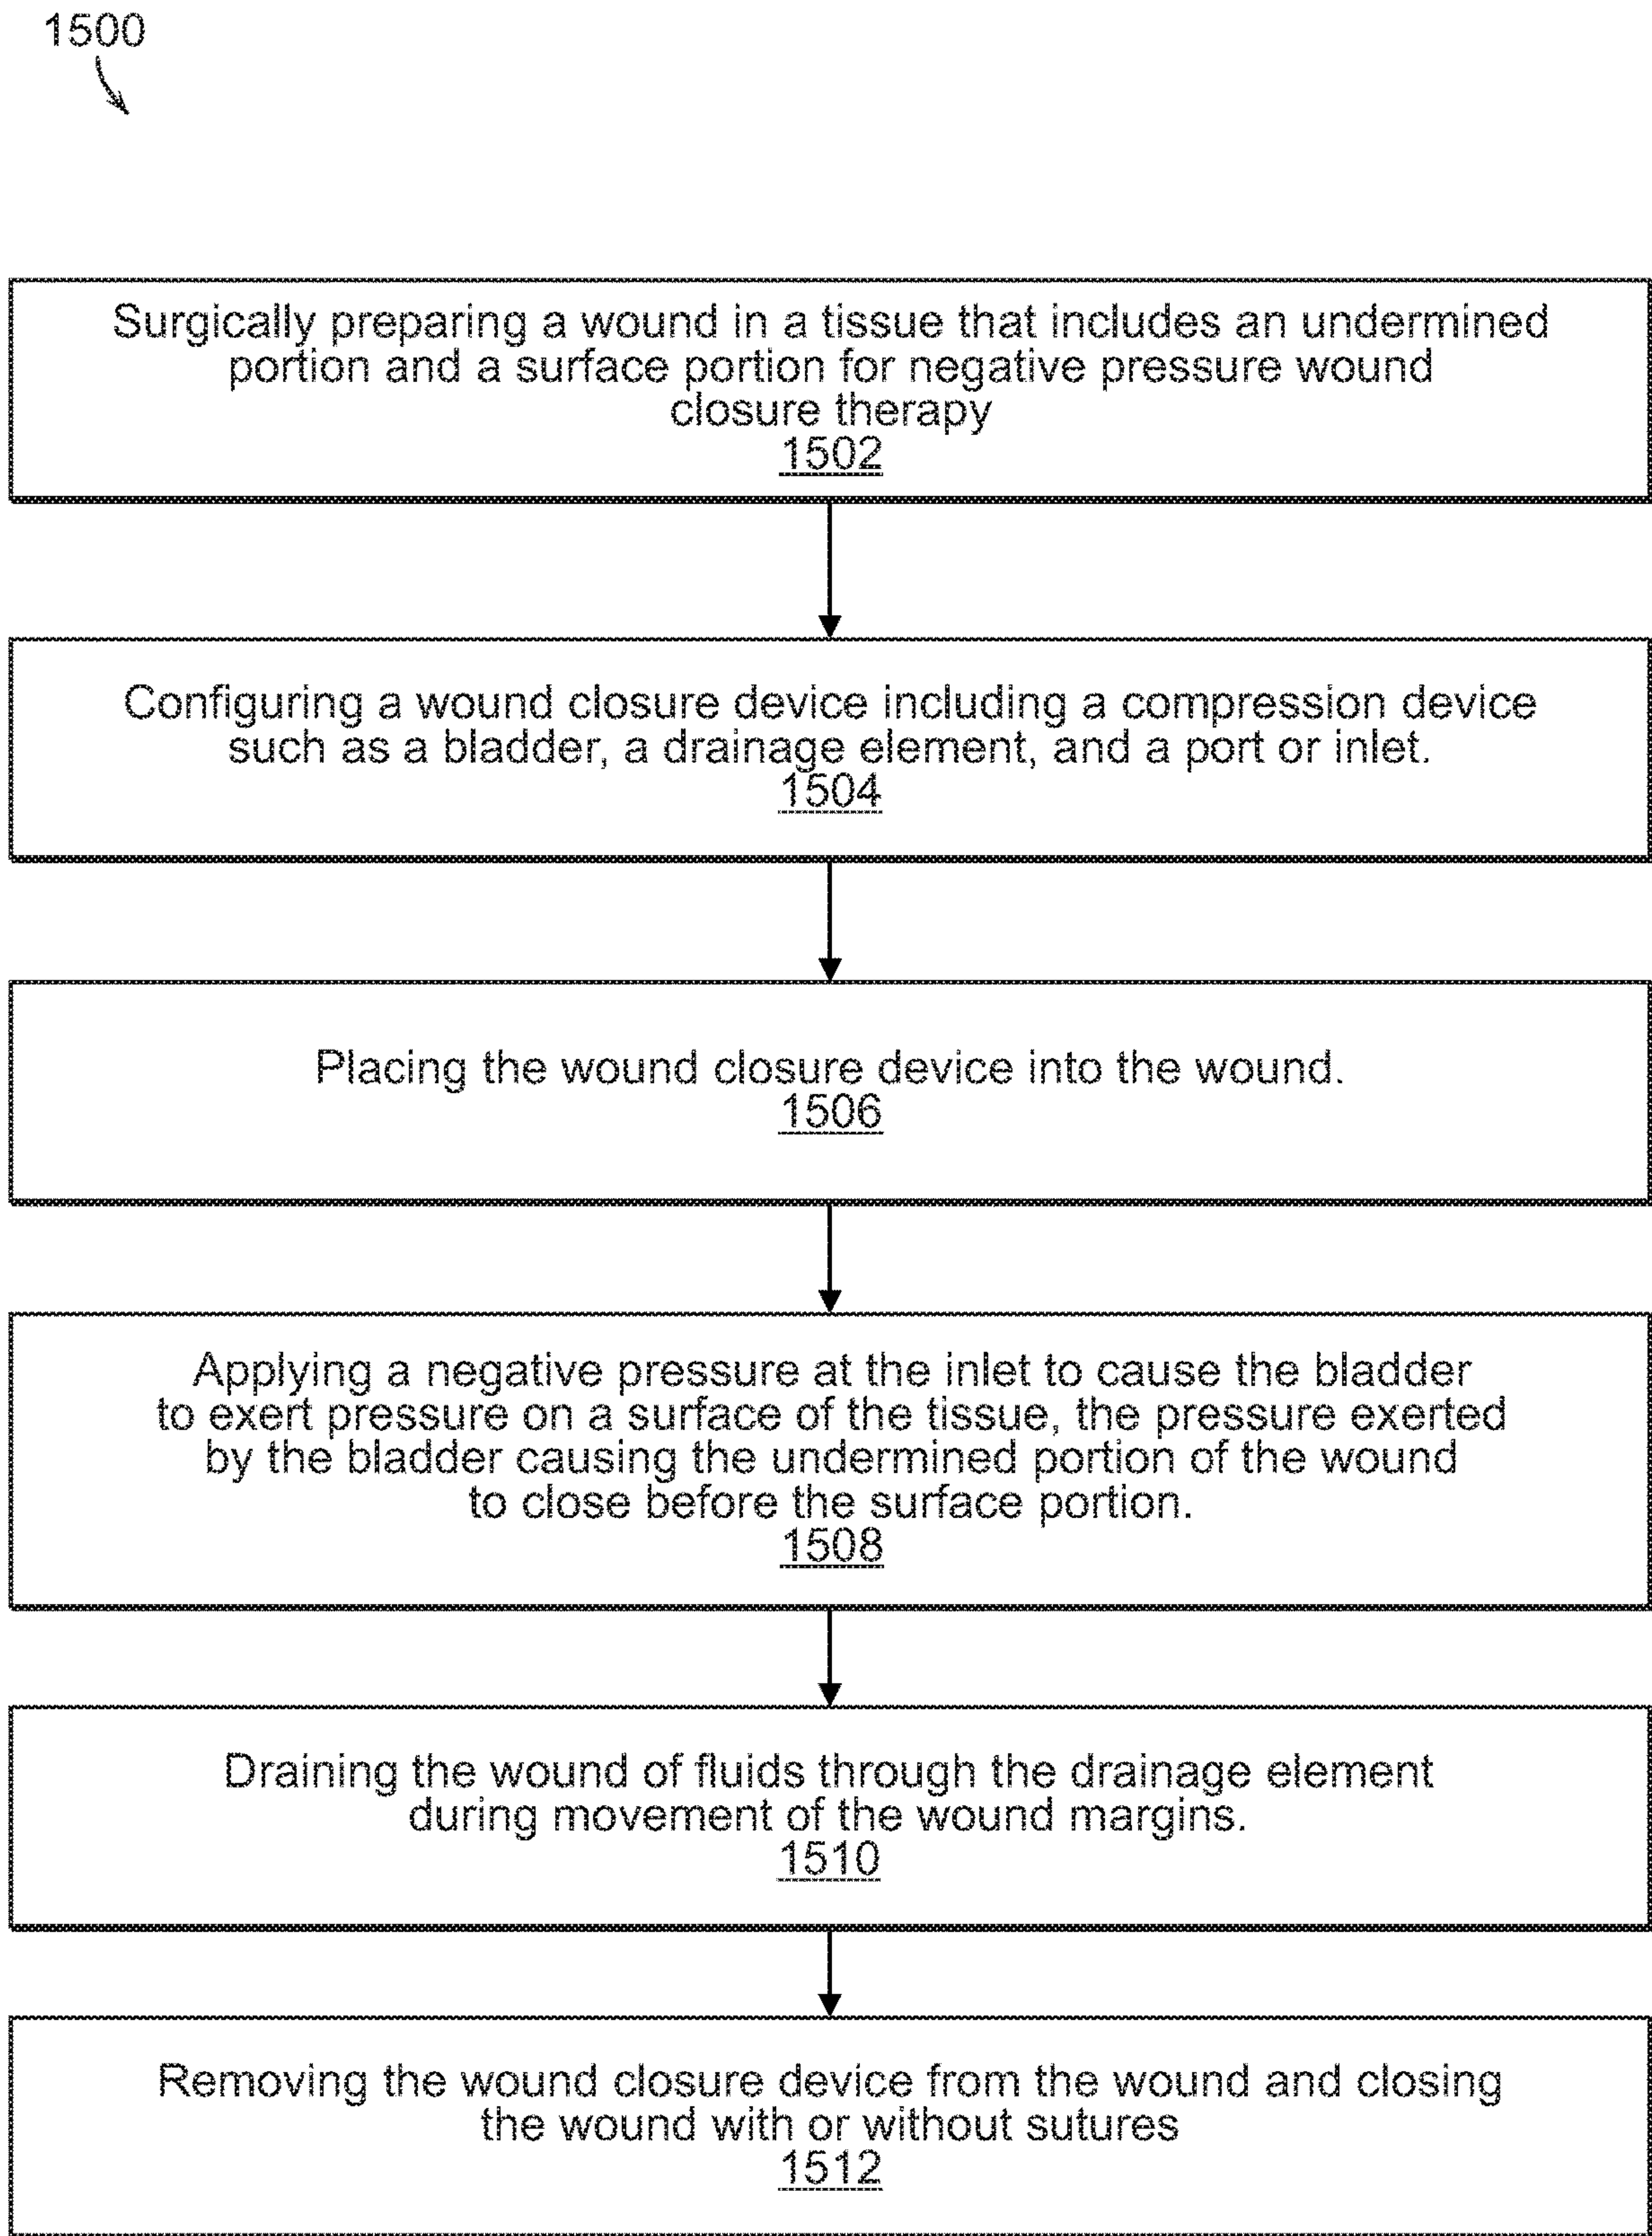 1500
Surgically preparing a wound in a tissue that includes an undermined
portion and a surface portion for negative pressure wound
closure therapy
1502
Configuring a wound closure device including a compression device
such as a bladder, a drainage element, and a port or inlet.
1504
Placing the wound closure device into the wound.
1506
Applying a negative pressure at the inlet to cause the bladder
to exert pressure on a surface of the tissue, the pressure exerted
by the bladder causing the undermined portion of the wound
to close before the surface portion.
1508
Draining the wound of fluids through the drainage element
during movement of the wound margins.
1510
Removing the wound closure device from the wound and closing
the wound with or without sutures
1512